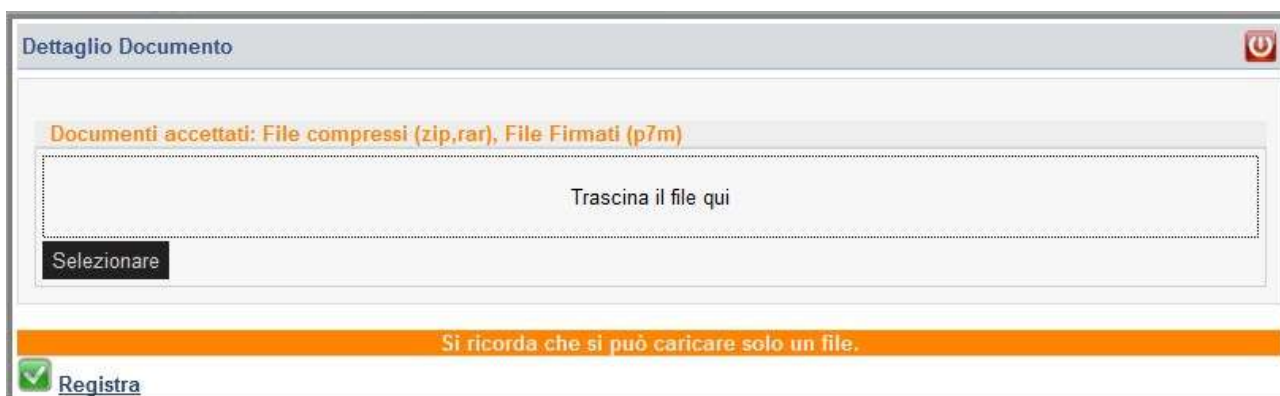 Dettaglio Documento
Documenti accettati: File compressi (zip,rar), File Firmati (p7m)
Trascina il file qui
Selezionare
Si ricorda che si può caricare solo un file.
Registra